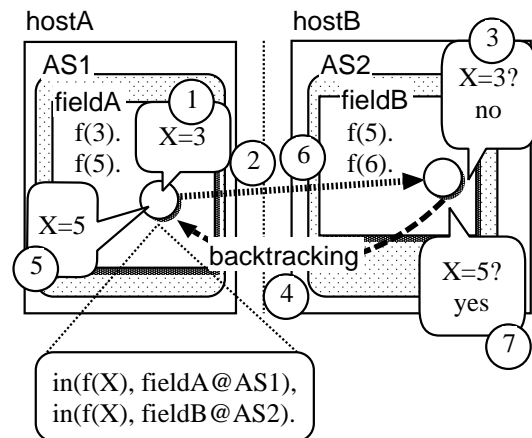 hostA
hostB
AS1
AS2
fieldA
fieldB
1
3
X=3
X=3?
no
f(3).
f(5).
f(5).
f(6).
2
6
X=5
5
backtracking
4
X=5?
yes
7
in(f(X), fieldA@AS1),
in(f(X), fieldB@AS2).